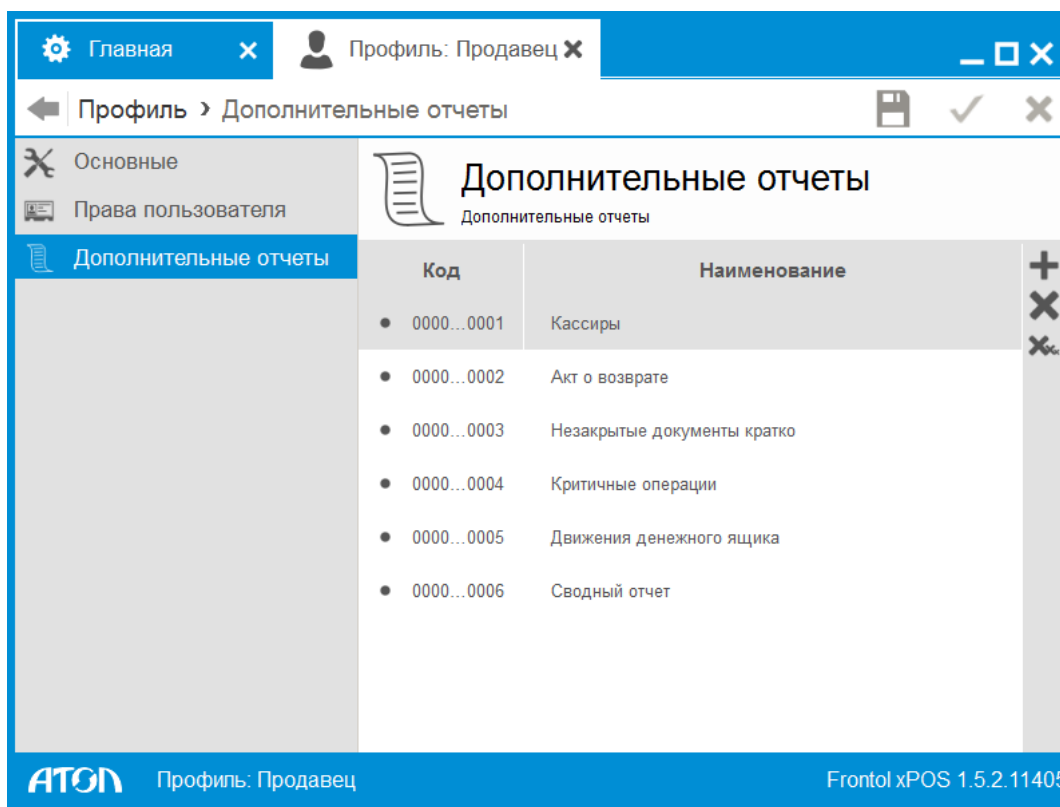 Главная
Профиль: Продавец
Профиль › Дополнительные отчеты
Основные
Права пользователя
Дополнительные отчеты
Дополнительные отчеты
Дополнительные отчеты
Код Наименование
0000...0001 Кассиры
0000...0002 Акт о возврате
0000...0003 Незакрытые документы кратко
0000...0004 Критичные операции
0000...0005 Движения денежного ящика
0000...0006 Сводный отчет
АТОЛ Профиль: Продавец Frontol xPOS 1.5.2.11405